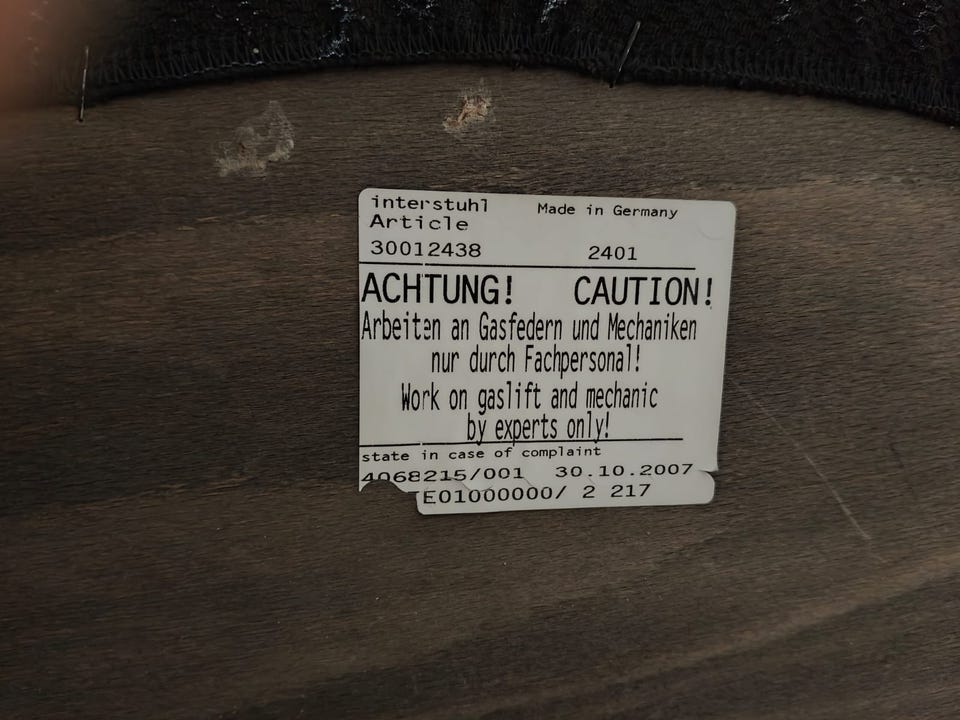 interstuhl Made in Germany
Article
30012438 2401
ACHTUNG! CAUTION!
Arbeiten an Gasfedern und Mechaniken
nur durch Fachpersonal!
Work on gaslift and mechanic
by experts only!
state in case of complaint
4068215/001 30.10.2007
E01000000/ 2 217